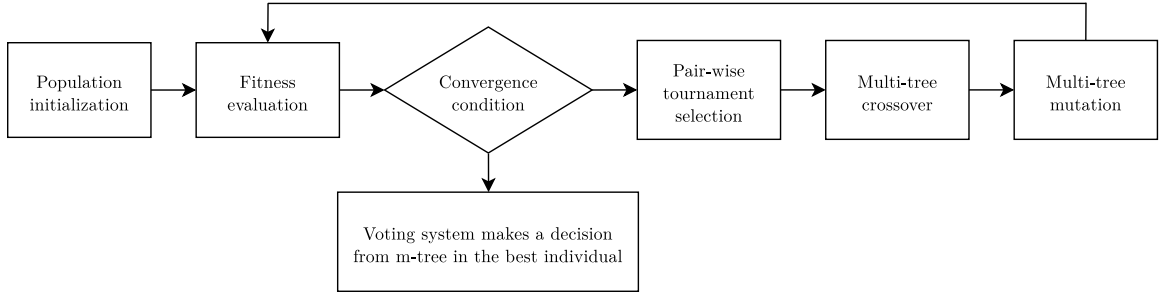 Population
initialization
Fitness
evaluation
Convergence
condition
Pair-wise
tournament
selection
Multi-tree
crossover
Multi-tree
mutation
Voting system makes a decision
from m-tree in the best individual